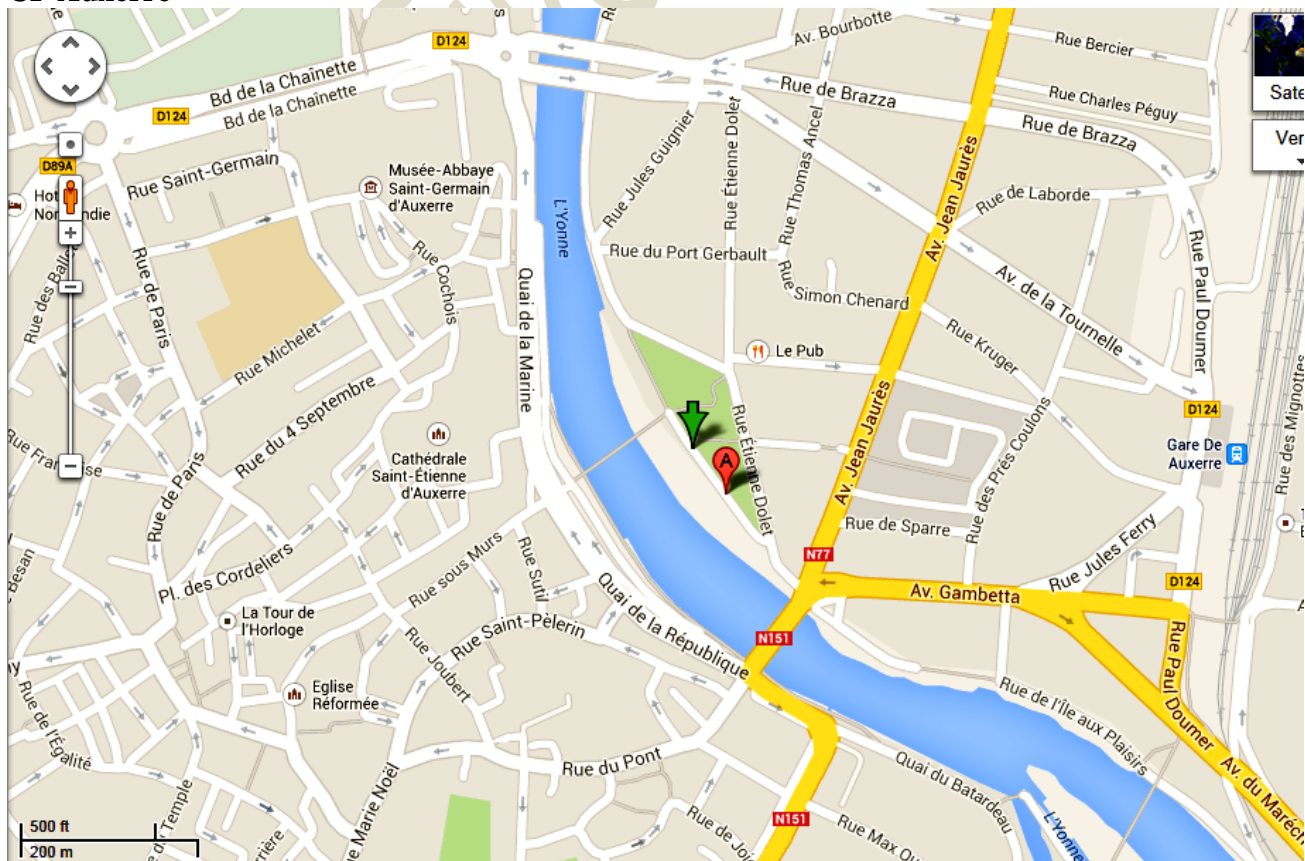 D124
Av. Bourbotte
Rue Bercier
Bd de la Chaînette
Bd de la Chaînette
D124
Rue de Brazza
Rue Charles Péguy
Rue de Brazza
D89A
Rue Saint-Germain
Musée-Abbaye
Saint-Germain
d'Auxerre
Rue Jules Guignier
Rue Étienne Dolet
Rue Thomas Ancel
Av. Jean Jaurès
Rue de Laborde
L'Yonne
Rue de Paris
Rue Cochois
Quai de la Marine
Rue du Port Gerbault
Rue
Simon Chenard
Av. de la Tournelle
Rue Paul Doumer
Rue Michelet
Le Pub
Rue Kruger
Rue du 4 Septembre
Cathédrale
Saint-Étienne
d'Auxerre
A
Rue Étienne Dolet
Av. Jean Jaurès
Rue des Prés Coulons
D124
Gare De
Auxerre
Rue des Mignottes
Rue de Paris
Rue de Sparre
Rue Jules Ferry
N77
Pl. des Cordeliers
Rue sous Murs
Rue Sutil
Quai de la République
Av. Gambetta
D124
La Tour de
l'Horloge
Rue Saint-Pèlerin
N151
Rue Joubert
Rue Paul Doumer
Eglise
Réformée
Rue de l'Égalité
Rue de l'Île aux Plaisirs
Rue du Pont
Quai du Batardeau
Av. du Maréch
Rue Marie Noël
N151
Rue Max
L'Yonne
500 ft
200 m